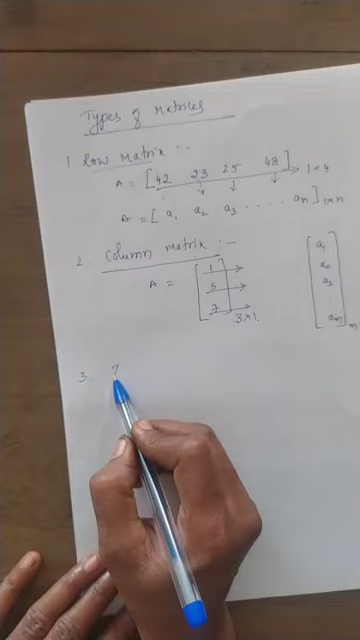 Types of Matrices
1 Row Matrix :-
A = [42 23 25 48] → 1×4
A = [a1 a2 a3 .... an]1×n
2. Column matrix :-
A = [1
5
7]3×1
[a1
a2
a3
⋮
am]m
3.